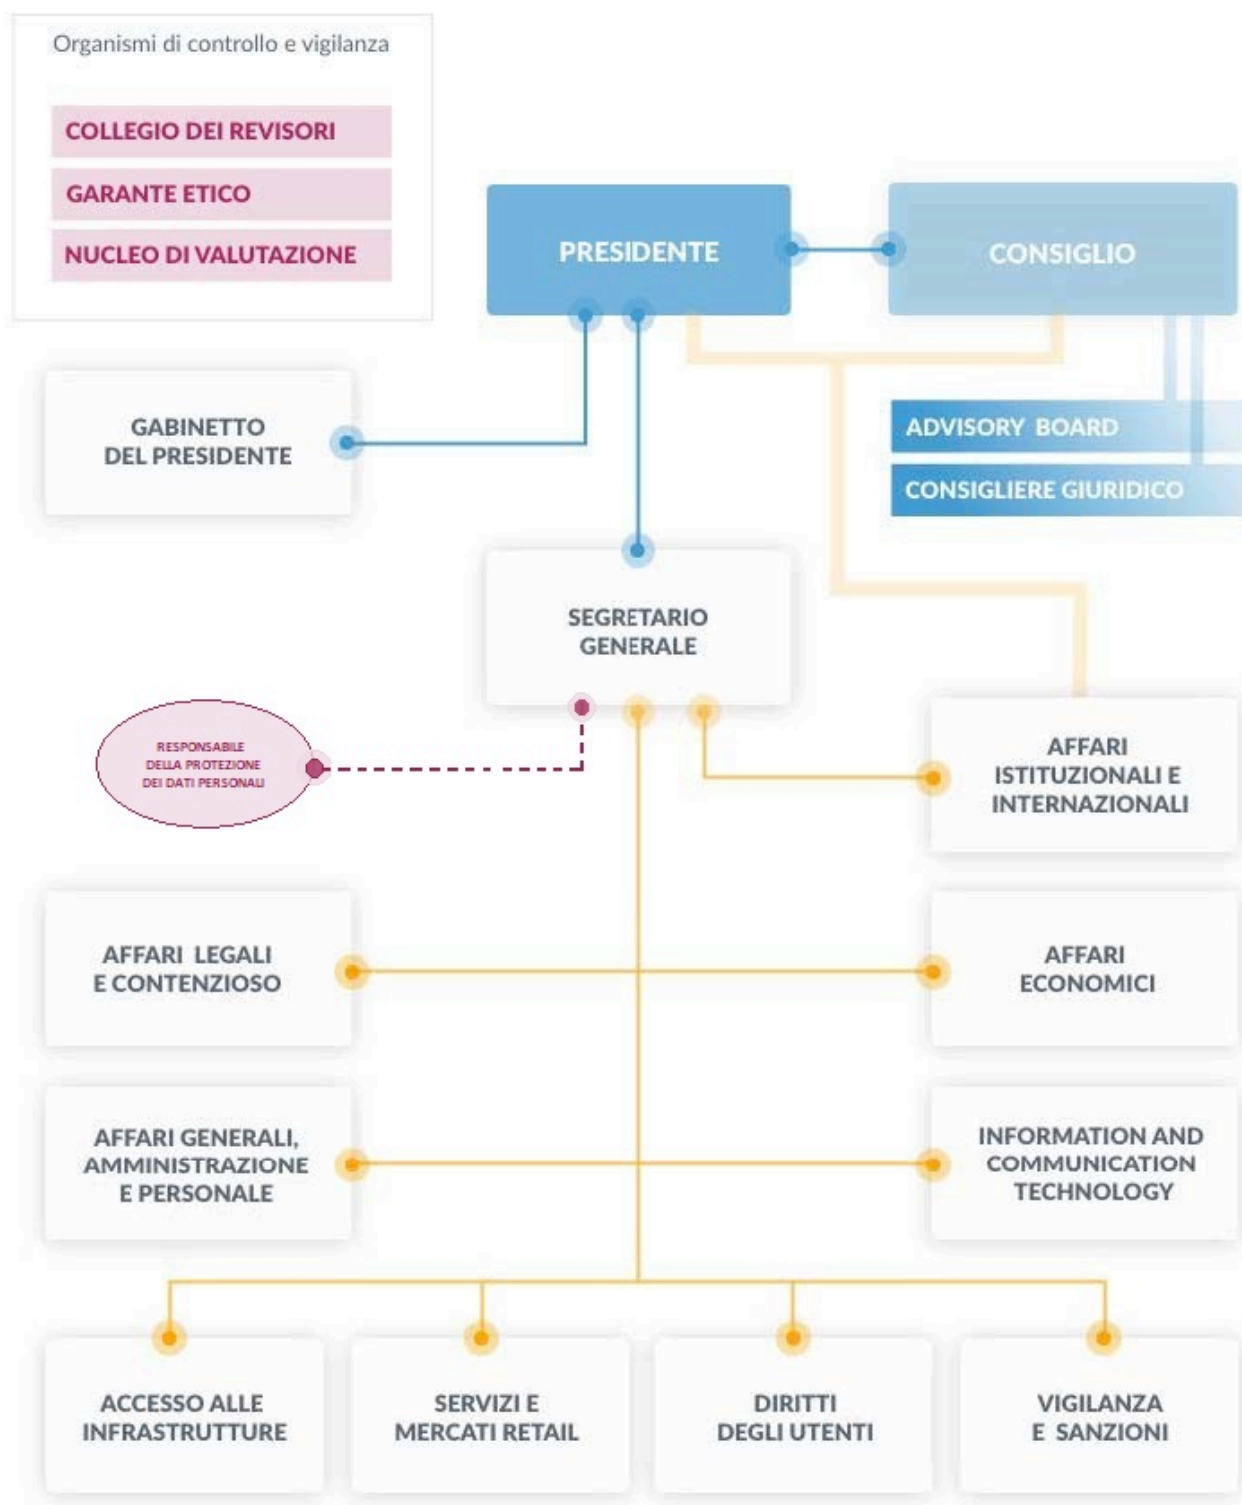 Organismi di controllo e vigilanza
COLLEGIO DEI REVISORI
GARANTE ETICO
NUCLEO DI VALUTAZIONE
PRESIDENTE
CONSIGLIO
GABINETTO
DEL PRESIDENTE
ADVISORY BOARD
CONSIGLIERE GIURIDICO
SEGRETARIO
GENERALE
RESPONSABILE
DELLA PROTEZIONE
DEI DATI PERSONALI
AFFARI
ISTITUZIONALI E
INTERNAZIONALI
AFFARI LEGALI
E CONTENZIOSO
AFFARI
ECONOMICI
AFFARI GENERALI,
AMMINISTRAZIONE
E PERSONALE
INFORMATION AND
COMMUNICATION
TECHNOLOGY
ACCESSO ALLE
INFRASTRUTTURE
SERVIZI E
MERCATI RETAIL
DIRITTI
DEGLI UTENTI
VIGILANZA
E SANZIONI